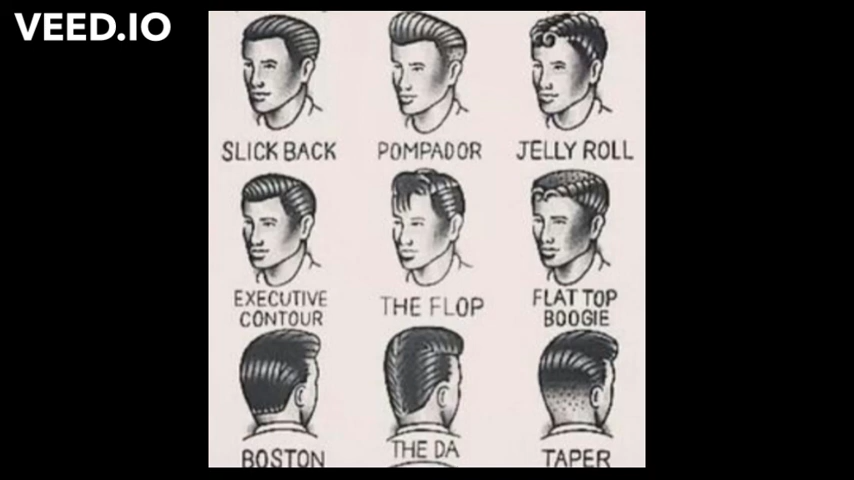 VEED.IO
SLICK BACK POMPADOR JELLY ROLL
EXECUTIVE CONTOUR THE FLOP FLAT TOP BOOGIE
BOSTON THE DA TAPER